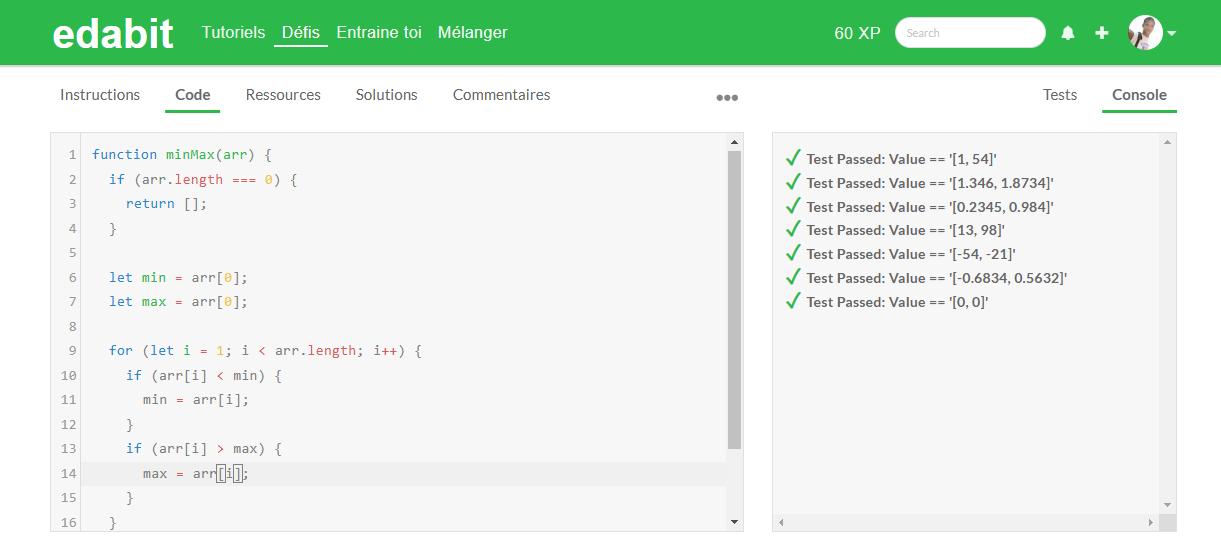 edabit Tutoriels Défis Entraine toi Mélanger 60 XP Search
Instructions Code Ressources Solutions Commentaires ••• Tests Console
1 function minMax(arr) {
2   if (arr.length === 0) {
3     return [];
4   }
5
6   let min = arr[0];
7   let max = arr[0];
8
9   for (let i = 1; i < arr.length; i++) {
10     if (arr[i] < min) {
11       min = arr[i];
12     }
13     if (arr[i] > max) {
14       max = arr[i];
15     }
16   }
Test Passed: Value == '[1, 54]'
Test Passed: Value == '[1.346, 1.8734]'
Test Passed: Value == '[0.2345, 0.984]'
Test Passed: Value == '[13, 98]'
Test Passed: Value == '[-54, -21]'
Test Passed: Value == '[-0.6834, 0.5632]'
Test Passed: Value == '[0, 0]'